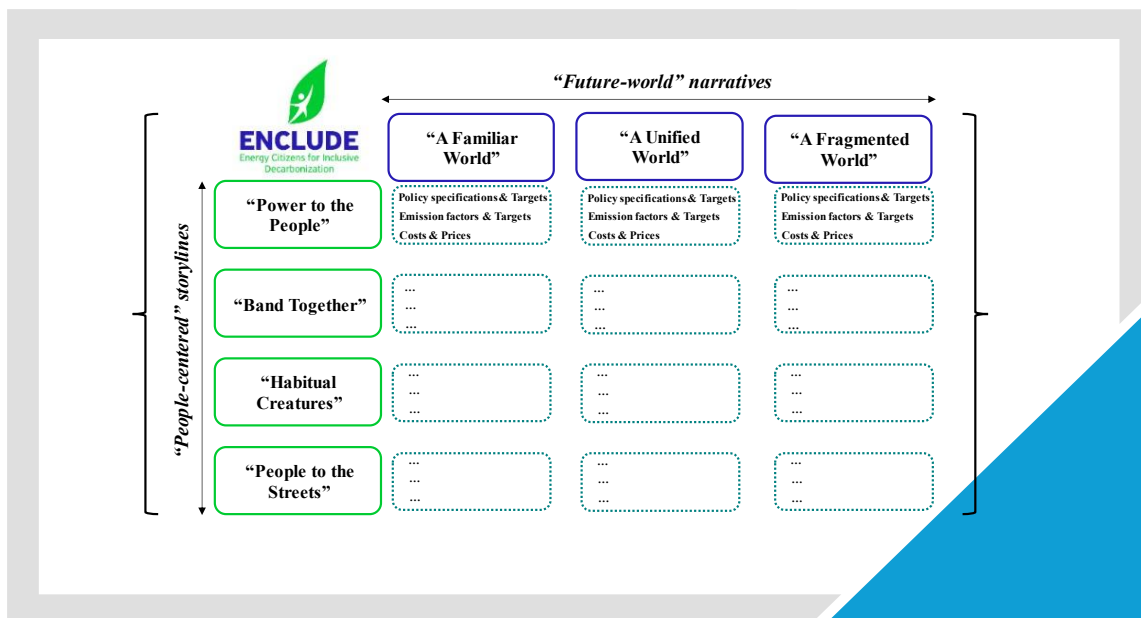 “Future-world” narratives
ENCLUDE
Energy Citizens for Inclusive
Decarbonization
“A Familiar
World”
“A Unified
World”
“A Fragmented
World”
“People-centered” storylines
“Power to the
People”
Policy specifications & Targets
Emission factors & Targets
Costs & Prices
Policy specifications & Targets
Emission factors & Targets
Costs & Prices
Policy specifications & Targets
Emission factors & Targets
Costs & Prices
“Band Together”
...
...
...
...
...
...
...
...
...
“Habitual
Creatures”
...
...
...
...
...
...
...
...
...
“People to the
Streets”
...
...
...
...
...
...
...
...
...